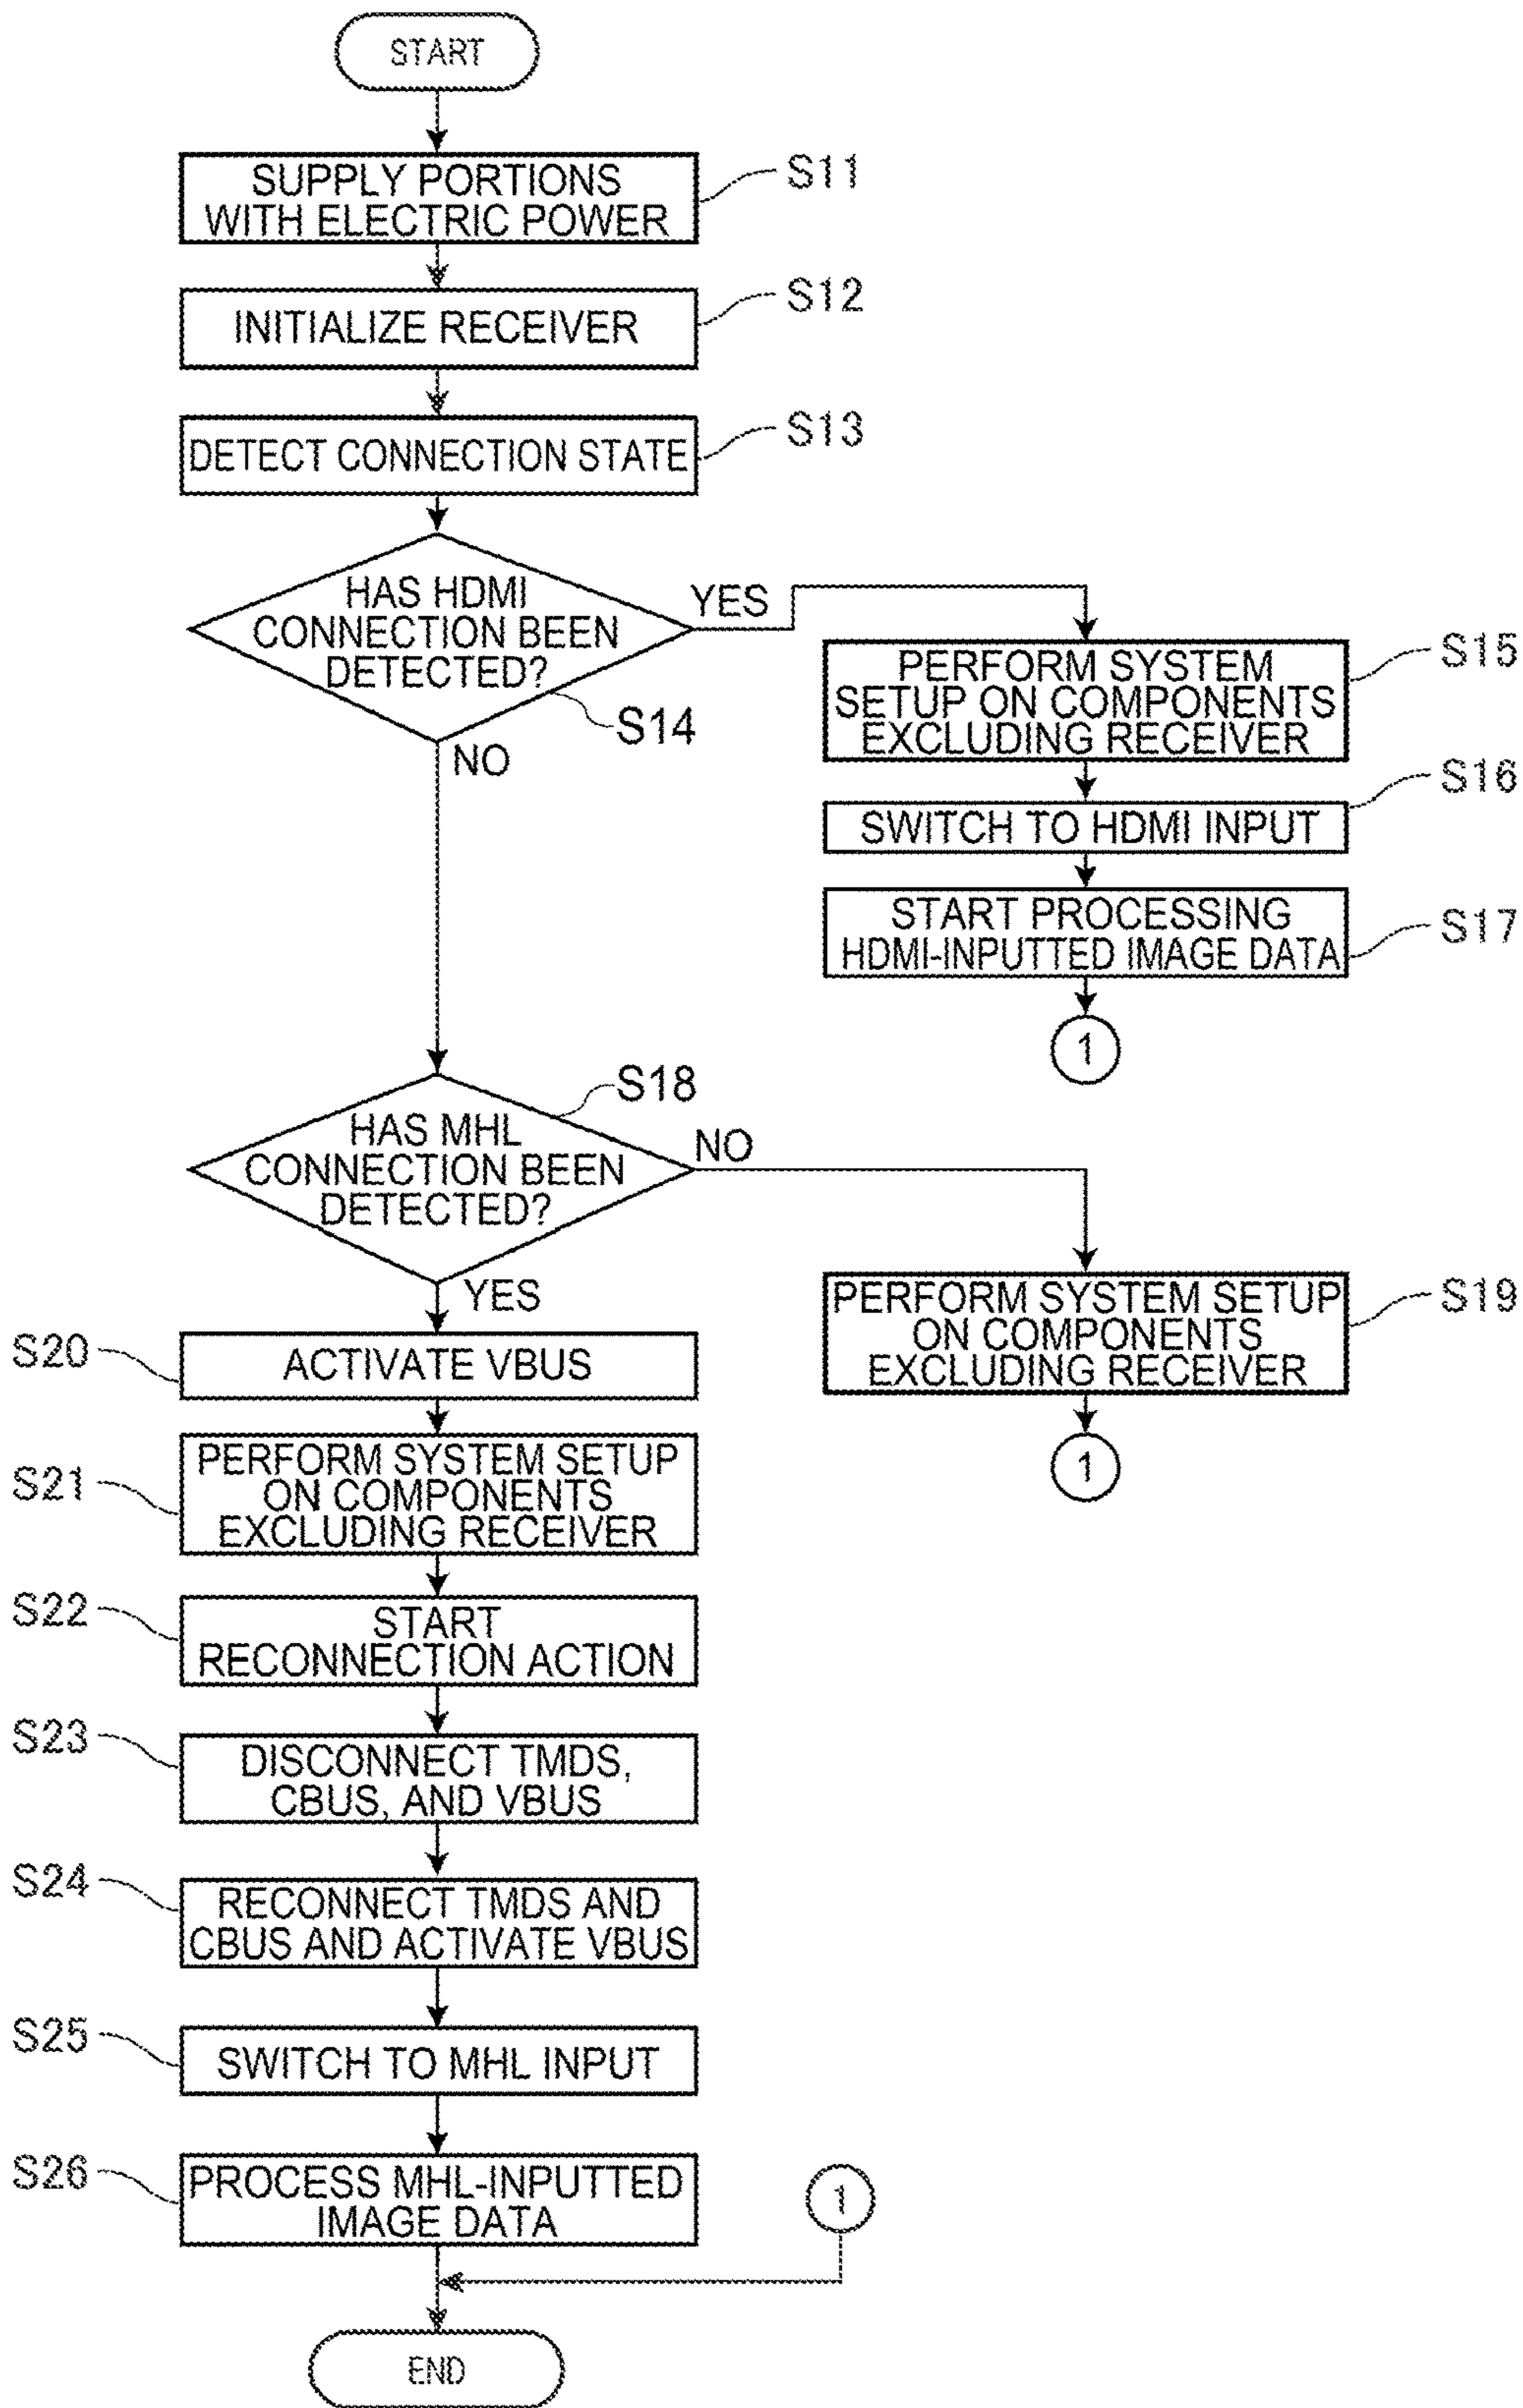 START
SUPPLY PORTIONS
WITH ELECTRIC POWER
S11
INITIALIZE RECEIVER
S12
DETECT CONNECTION STATE
S13
HAS HDMI
CONNECTION BEEN
DETECTED?
S14
YES
NO
PERFORM SYSTEM
SETUP ON COMPONENTS
EXCLUDING RECEIVER
S15
SWITCH TO HDMI INPUT
S16
START PROCESSING
HDMI-INPUTTED IMAGE DATA
S17
1
HAS MHL
CONNECTION BEEN
DETECTED?
S18
NO
YES
PERFORM SYSTEM SETUP
ON COMPONENTS
EXCLUDING RECEIVER
S19
1
S20
ACTIVATE VBUS
S21
PERFORM SYSTEM SETUP
ON COMPONENTS
EXCLUDING RECEIVER
S22
START
RECONNECTION ACTION
S23
DISCONNECT TMDS,
CBUS, AND VBUS
S24
RECONNECT TMDS AND
CBUS AND ACTIVATE VBUS
S25
SWITCH TO MHL INPUT
S26
PROCESS MHL-INPUTTED
IMAGE DATA
1
END